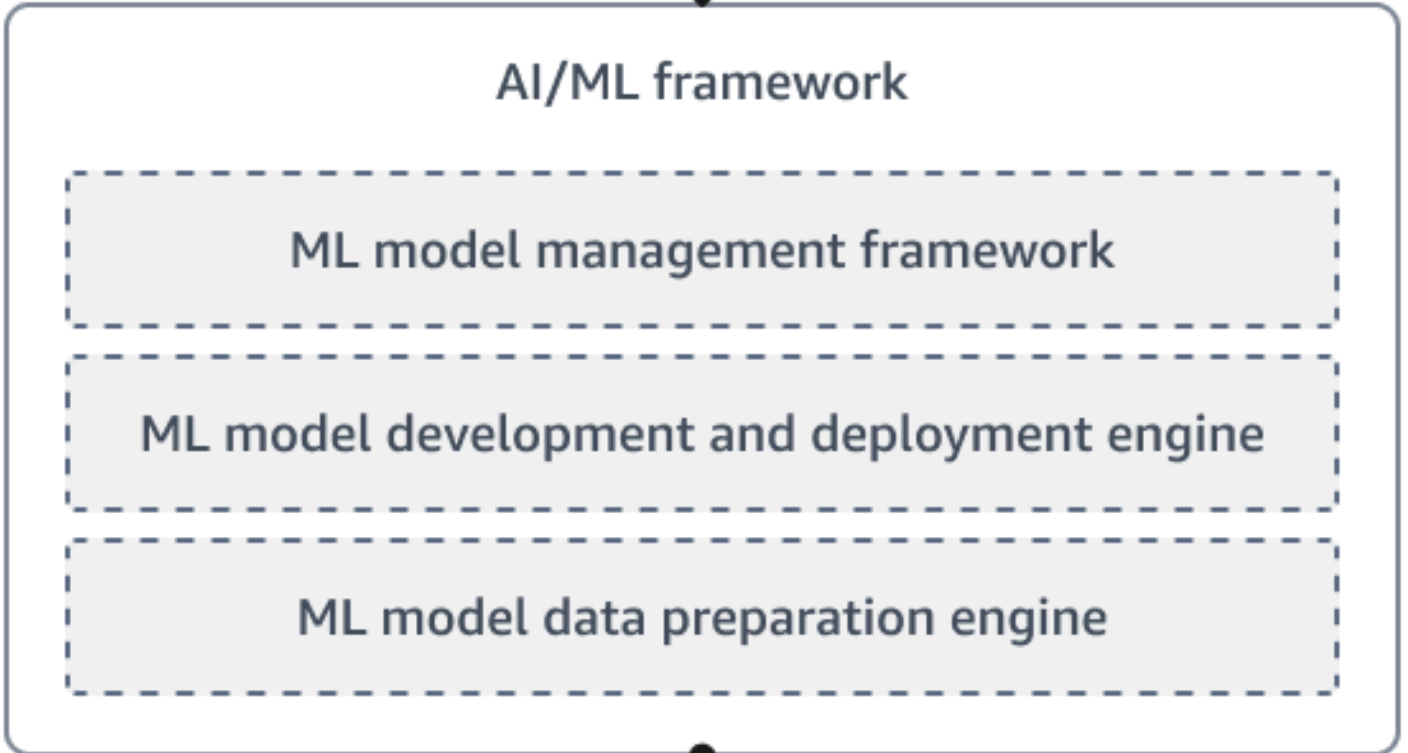 AI/ML framework
ML model management framework
ML model development and deployment engine
ML model data preparation engine